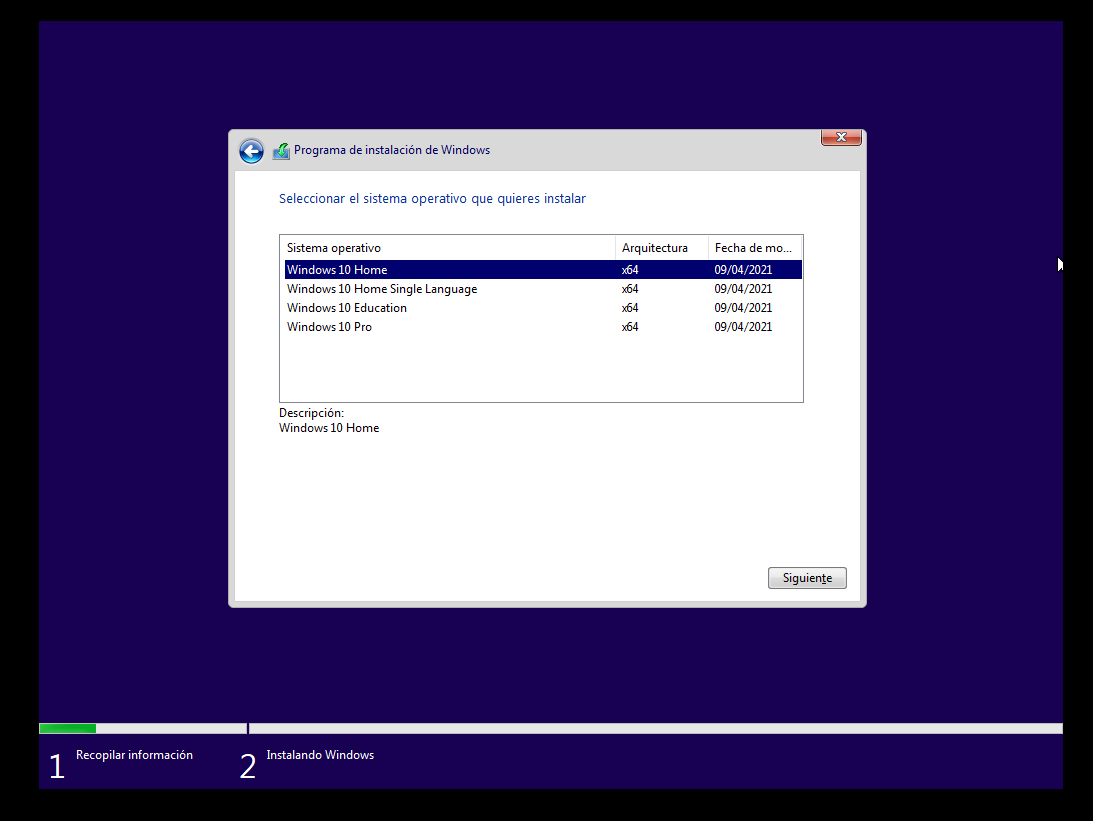 Programa de instalación de Windows
Seleccionar el sistema operativo que quieres instalar
Sistema operativo Arquitectura Fecha de mo...
Windows 10 Home x64 09/04/2021
Windows 10 Home Single Language x64 09/04/2021
Windows 10 Education x64 09/04/2021
Windows 10 Pro x64 09/04/2021
Descripción:
Windows 10 Home
Siguiente
1 Recopilar información 2 Instalando Windows